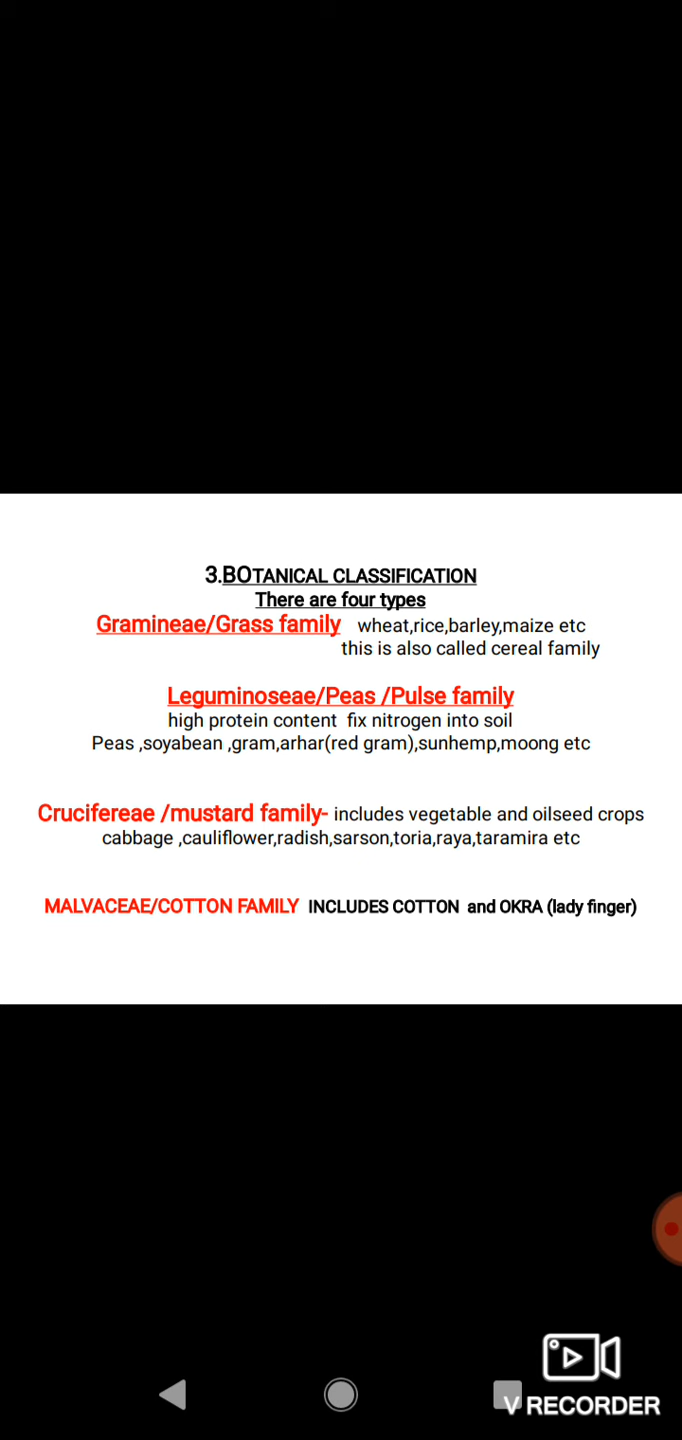 3.BOTANICAL CLASSIFICATION
There are four types
Gramineae/Grass family wheat,rice,barley,maize etc
this is also called cereal family
Leguminoseae/Peas /Pulse family
high protein content fix nitrogen into soil
Peas ,soyabean ,gram,arhar(red gram),sunhemp,moong etc
Crucifereae /mustard family- includes vegetable and oilseed crops
cabbage ,cauliflower,radish,sarson,toria,raya,taramira etc
MALVACEAE/COTTON FAMILY INCLUDES COTTON and OKRA (lady finger)
V RECORDER